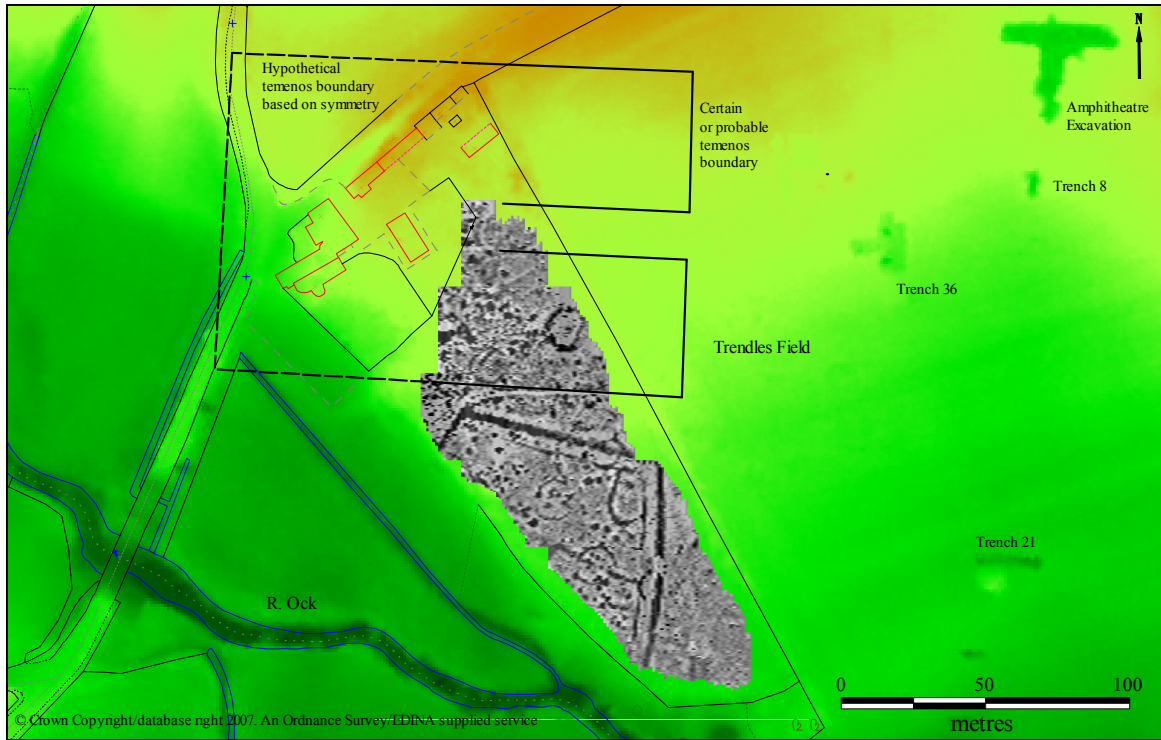 Hypothetical
temenos boundary
based on symmetry
N
Certain
or probable
temenos
boundary
Amphitheatre
Excavation
Trench 8
Trench 36
Trendles Field
Trench 21
R. Ock
0 50 100
metres
© Crown Copyright/database right 2007. An Ordnance Survey/EDINA supplied service